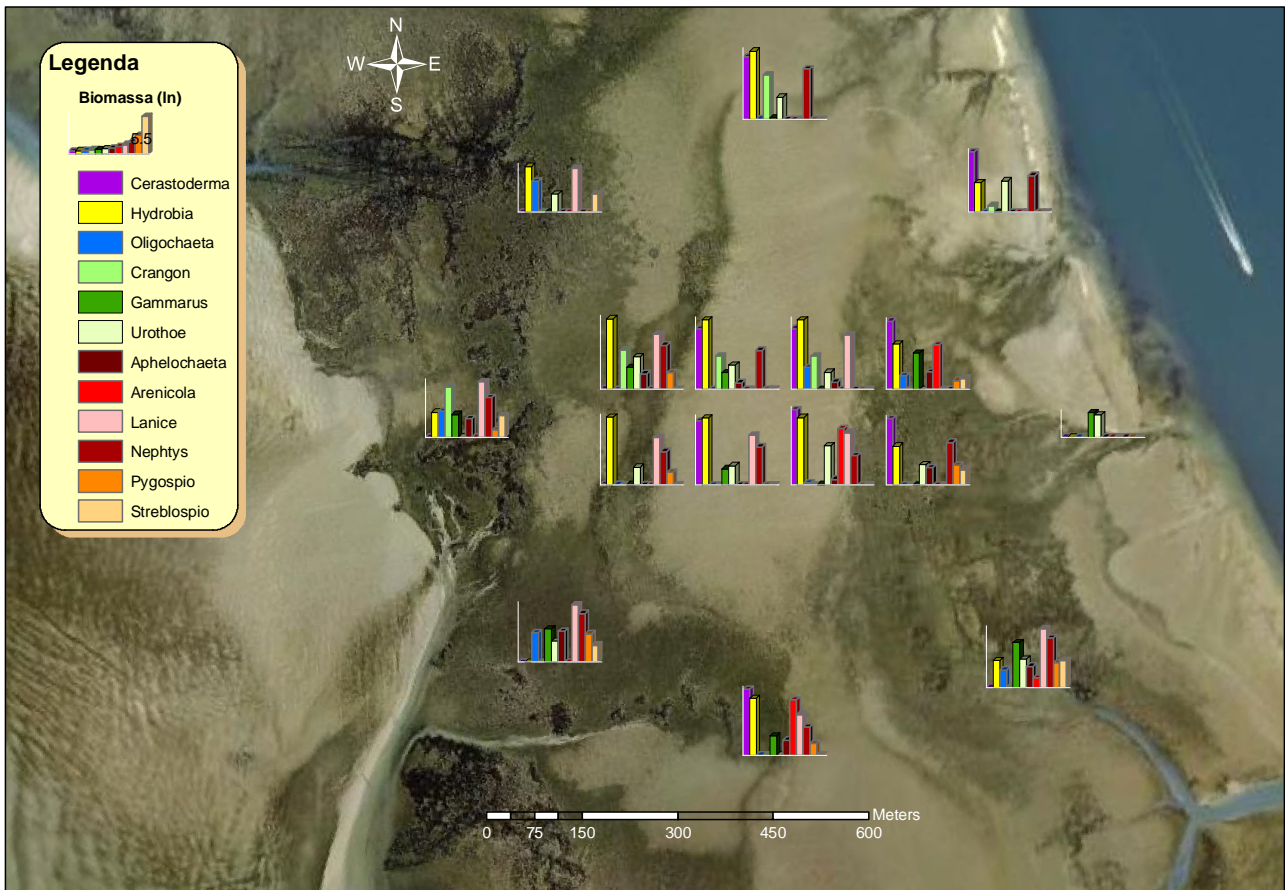 Legenda
Biomassa (ln)
5.5
Cerastoderma
Hydrobia
Oligochaeta
Crangon
Gammarus
Urothoe
Aphelochaeta
Arenicola
Lanice
Nephtys
Pygospio
Streblospio
N
W E
S
Meters
0 75 150 300 450 600